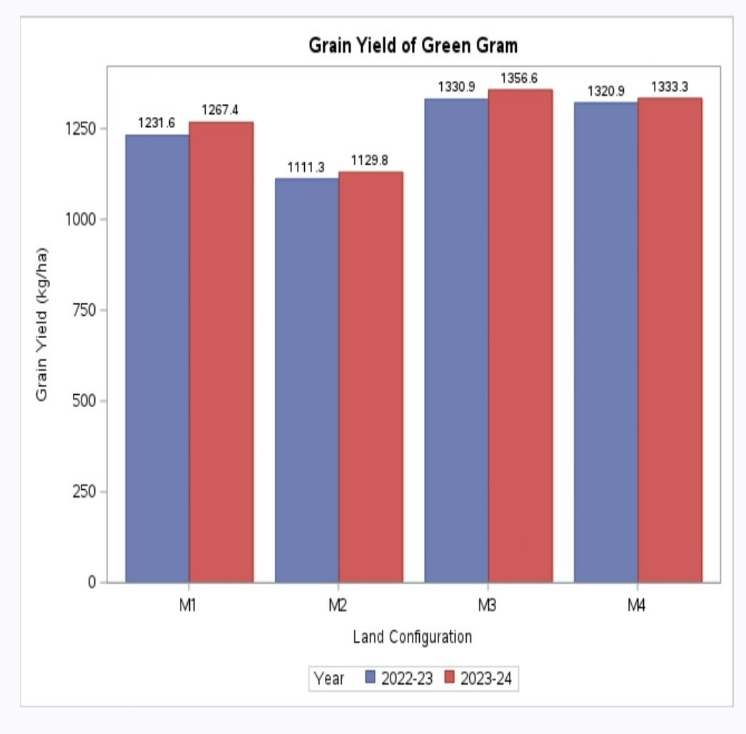 Grain Yield of Green Gram
1231.6 1267.4 1111.3 1129.8 1330.9 1356.6 1320.9 1333.3
1250
1000
750
500
250
0
Grain Yield (kg/ha)
M1 M2 M3 M4
Land Configuration
Year 2022-23 2023-24